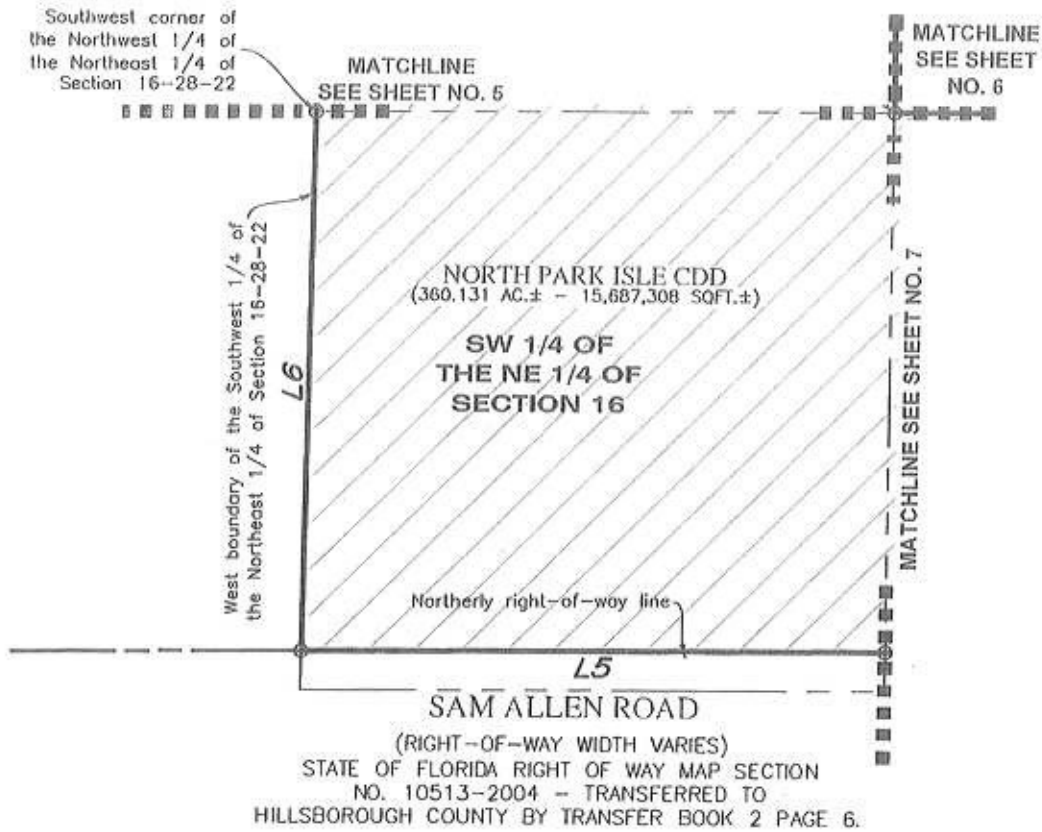 Southwest corner of
the Northwest 1/4 of
the Northeast 1/4 of
Section 16-28-22
MATCHLINE
SEE SHEET NO. 5
MATCHLINE
SEE SHEET
NO. 6
West boundary of the Southwest 1/4 of
the Northeast 1/4 of Section 16-28-22
L6
NORTH PARK ISLE CDD
(360.131 AC.± - 15,687,308 SQFT.±)
SW 1/4 OF
THE NE 1/4 OF
SECTION 16
MATCHLINE SEE SHEET NO. 7
Northerly right-of-way line
L5
SAM ALLEN ROAD
(RIGHT-OF-WAY WIDTH VARIES)
STATE OF FLORIDA RIGHT OF WAY MAP SECTION
NO. 10513-2004 - TRANSFERRED TO
HILLSBOROUGH COUNTY BY TRANSFER BOOK 2 PAGE 6.